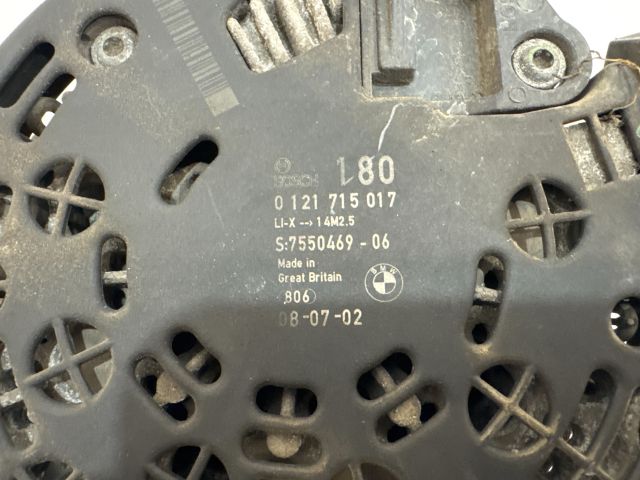 BOSCH 180
0 121 715 017
LI-X --> 14M2.5
S:7550469-06
Made in
Great Britain
BMW
806
08-07-02